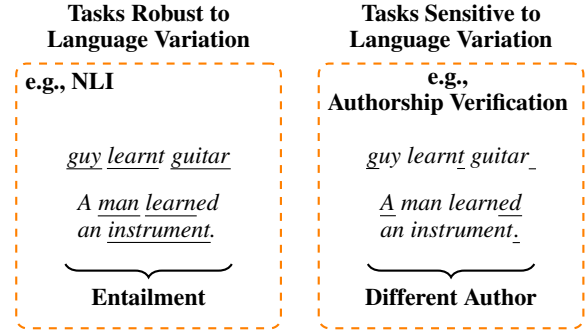 Tasks Robust to
Language Variation
e.g., NLI
guy learnt guitar
A man learned
an instrument.
Entailment
Tasks Sensitive to
Language Variation
e.g.,
Authorship Verification
guy learnt guitar
A man learned
an instrument.
Different Author